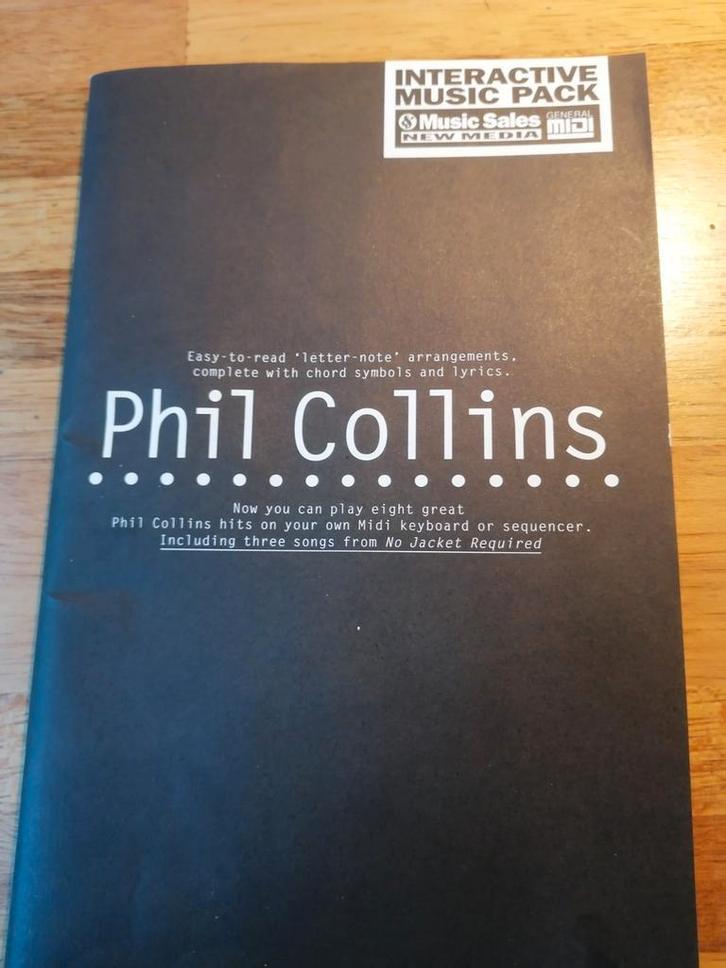 INTERACTIVE
MUSIC PACK
Music Sales
NEW MEDIA
GENERAL
MIDI
Easy-to-read 'letter-note' arrangements,
complete with chord symbols and lyrics.
Phil Collins
Now you can play eight great
Phil Collins hits on your own Midi keyboard or sequencer.
Including three songs from No Jacket Required